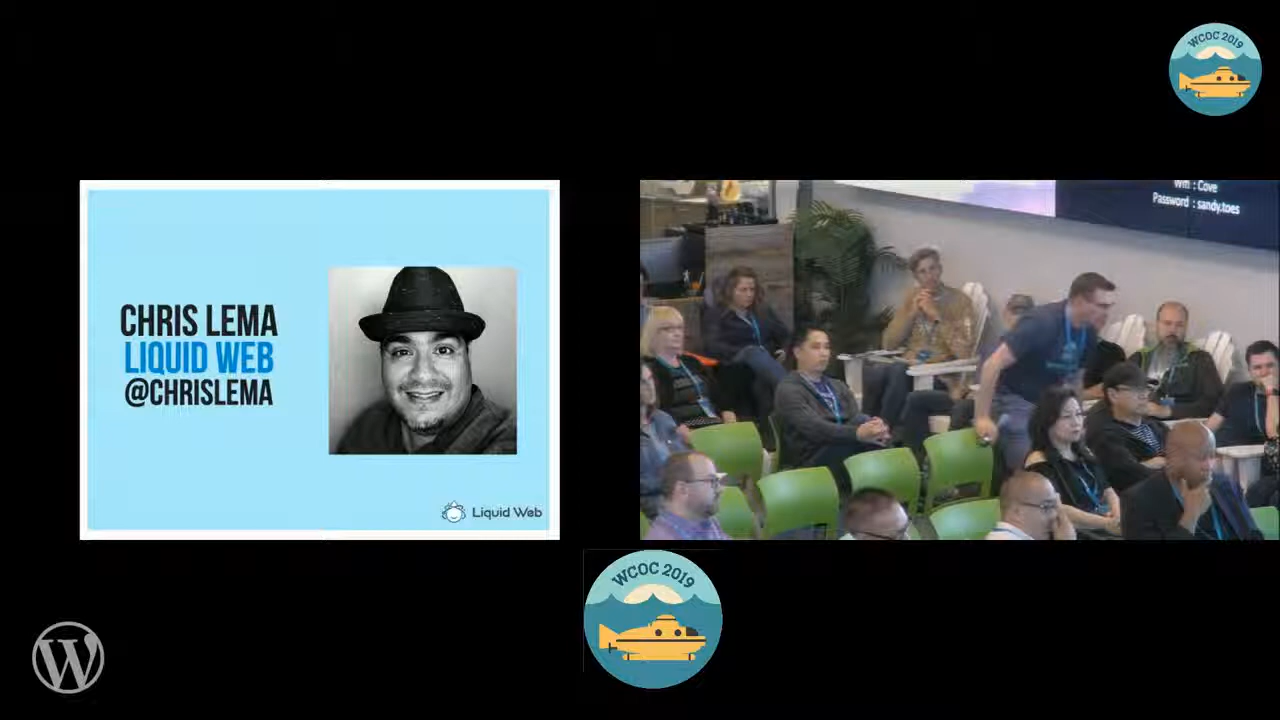 WCOC 2019
CHRIS LEMA
LIQUID WEB
@CHRISLEMA
Liquid Web
Wifi : Cove
Password : sandy.toes
WCOC 2019